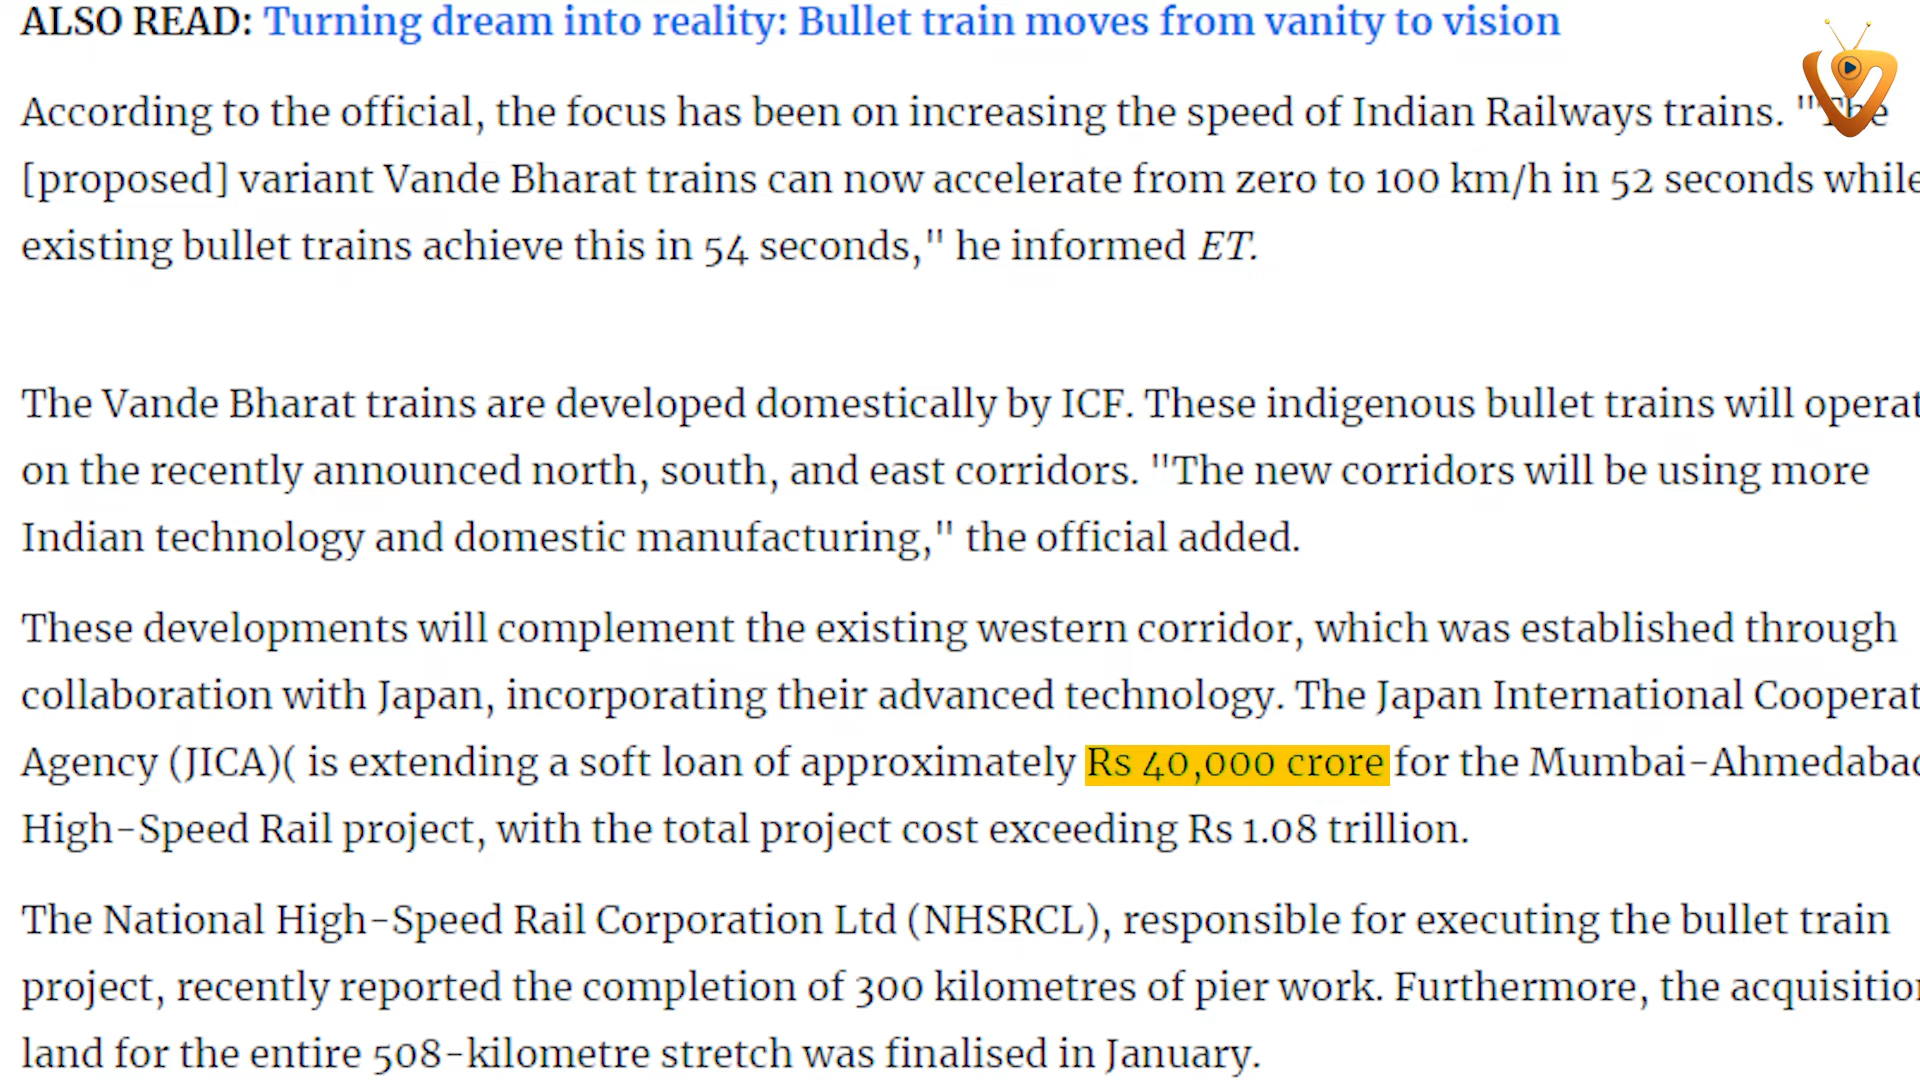 ALSO READ: Turning dream into reality: Bullet train moves from vanity to vision
According to the official, the focus has been on increasing the speed of Indian Railways trains. "The
[proposed] variant Vande Bharat trains can now accelerate from zero to 100 km/h in 52 seconds while
existing bullet trains achieve this in 54 seconds," he informed ET.
The Vande Bharat trains are developed domestically by ICF. These indigenous bullet trains will operat
on the recently announced north, south, and east corridors. "The new corridors will be using more
Indian technology and domestic manufacturing," the official added.
These developments will complement the existing western corridor, which was established through
collaboration with Japan, incorporating their advanced technology. The Japan International Cooperat
Agency (JICA)( is extending a soft loan of approximately Rs 40,000 crore for the Mumbai-Ahmedabad
High-Speed Rail project, with the total project cost exceeding Rs 1.08 trillion.
The National High-Speed Rail Corporation Ltd (NHSRCL), responsible for executing the bullet train
project, recently reported the completion of 300 kilometres of pier work. Furthermore, the acquisition
land for the entire 508-kilometre stretch was finalised in January.